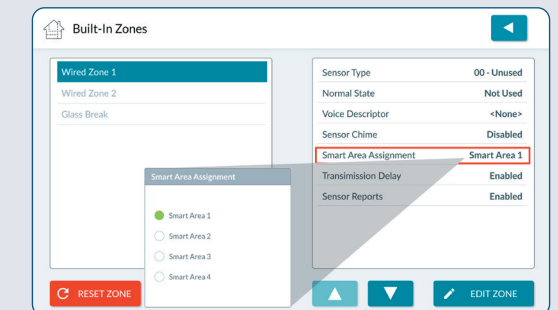 Built-In Zones
Wired Zone 1
Wired Zone 2
Glass Break
Sensor Type 00 - Unused
Normal State Not Used
Voice Descriptor <None>
Sensor Chime Disabled
Smart Area Assignment Smart Area 1
Transimission Delay Enabled
Sensor Reports Enabled
Smart Area Assignment
Smart Area 1
Smart Area 2
Smart Area 3
Smart Area 4
RESET ZONE
EDIT ZONE